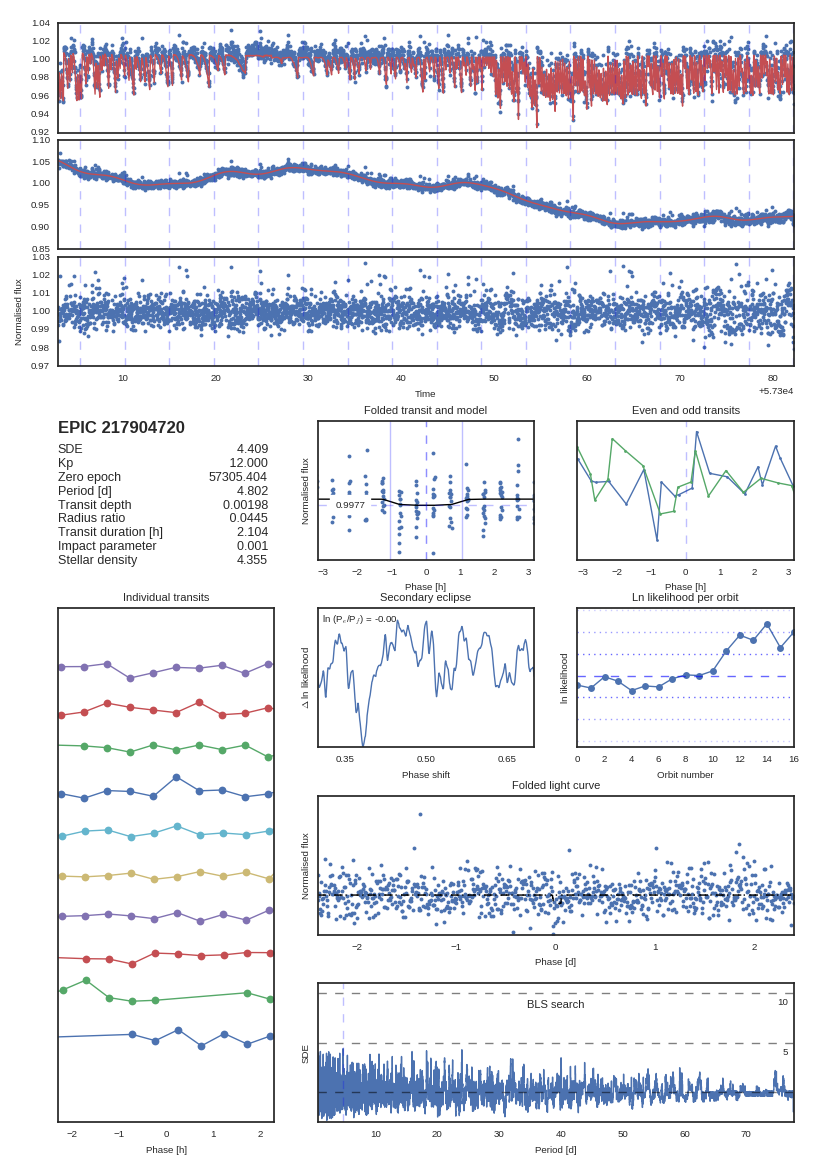 1.04
1.02
1.00
0.98
0.96
0.94
0.92
1.10
1.05
1.00
0.95
0.90
0.85
1.03
1.02
1.01
1.00
0.99
0.98
0.97
Normalised flux
10 20 30 40 50 60 70 80
Time
+5.73e4
EPIC 217904720
SDE 4.409
Kp 12.000
Zero epoch 57305.404
Period [d] 4.802
Transit depth 0.00198
Radius ratio 0.0445
Transit duration [h] 2.104
Impact parameter 0.001
Stellar density 4.355
Folded transit and model
Normalised flux
0.9977
−3 −2 −1 0 1 2 3
Phase [h]
Even and odd transits
−3 −2 −1 0 1 2 3
Phase [h]
Individual transits
−2 −1 0 1 2
Phase [h]
Secondary eclipse
ln (Pₑ/P𝑓) = -0.00
Δ ln likelihood
0.35 0.50 0.65
Phase shift
Ln likelihood per orbit
ln likelihood
0 2 4 6 8 10 12 14 16
Orbit number
Folded light curve
Normalised flux
−2 −1 0 1 2
Phase [d]
BLS search
10
5
SDE
10 20 30 40 50 60 70
Period [d]